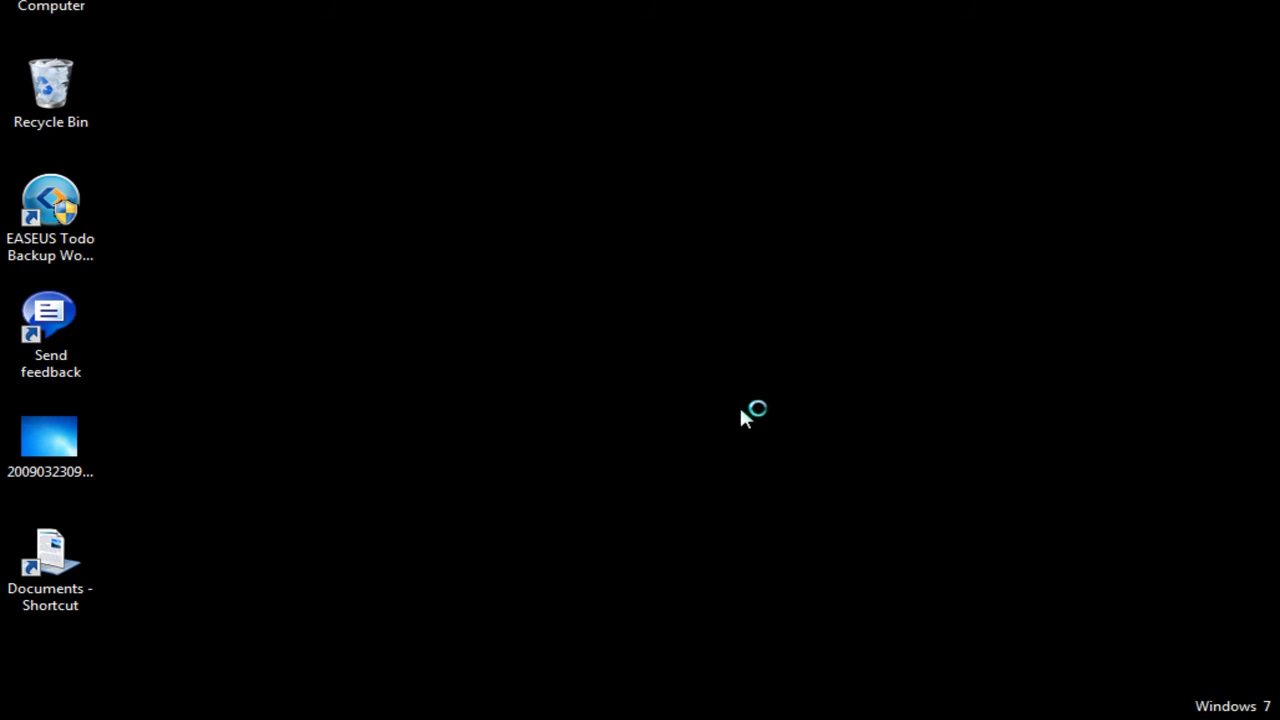 Computer
Recycle Bin
EASEUS Todo
Backup Wo...
Send
feedback
2009032309...
Documents -
Shortcut
Windows 7